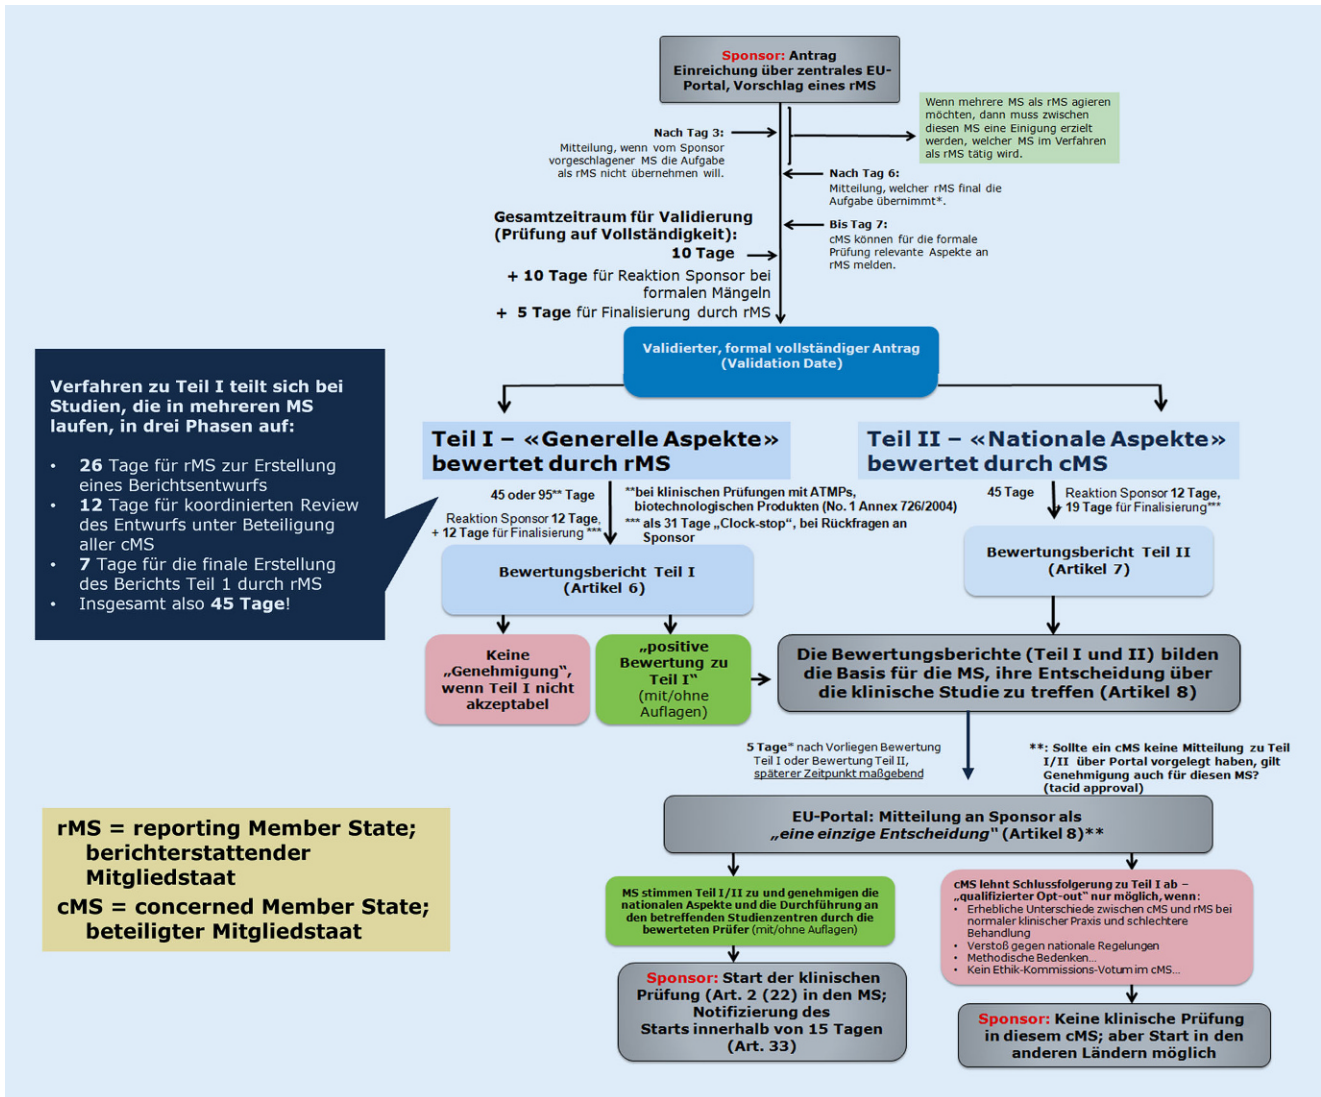 Sponsor: Antrag
Einreichung über zentrales EU-
Portal, Vorschlag eines rMS
Wenn mehrere MS als rMS agieren
möchten, dann muss zwischen
diesen MS eine Einigung erzielt
werden, welcher MS im Verfahren
als rMS tätig wird.
Nach Tag 3:
Mitteilung, wenn vom Sponsor
vorgeschlagener MS die Aufgabe
als rMS nicht übernehmen will.
Nach Tag 6:
Mitteilung, welcher rMS final die
Aufgabe übernimmt*.
Gesamtzeitraum für Validierung
(Prüfung auf Vollständigkeit):
10 Tage
+ 10 Tage für Reaktion Sponsor bei
formalen Mängeln
+ 5 Tage für Finalisierung durch rMS
Bis Tag 7:
cMS können für die formale
Prüfung relevante Aspekte an
rMS melden.
Validierter, formal vollständiger Antrag
(Validation Date)
Verfahren zu Teil I teilt sich bei
Studien, die in mehreren MS
laufen, in drei Phasen auf:
• 26 Tage für rMS zur Erstellung
eines Berichtsentwurfs
• 12 Tage für koordinierten Review
des Entwurfs unter Beteiligung
aller cMS
• 7 Tage für die finale Erstellung
des Berichts Teil 1 durch rMS
• Insgesamt also 45 Tage!
Teil I – «Generelle Aspekte»
bewertet durch rMS
Teil II – «Nationale Aspekte»
bewertet durch cMS
45 oder 95** Tage
Reaktion Sponsor 12 Tage,
+ 12 Tage für Finalisierung ***
**bei klinischen Prüfungen mit ATMPs,
biotechnologischen Produkten (No. 1 Annex 726/2004)
*** als 31 Tage „Clock-stop“, bei Rückfragen an
Sponsor
45 Tage
Reaktion Sponsor 12 Tage,
+ 19 Tage für Finalisierung***
Bewertungsbericht Teil I
(Artikel 6)
Bewertungsbericht Teil II
(Artikel 7)
Keine
„Genehmigung“,
wenn Teil I nicht
akzeptabel
„positive
Bewertung zu
Teil I“
(mit/ohne
Auflagen)
Die Bewertungsberichte (Teil I und II) bilden
die Basis für die MS, ihre Entscheidung über
die klinische Studie zu treffen (Artikel 8)
5 Tage* nach Vorliegen Bewertung
Teil I oder Bewertung Teil II,
späterer Zeitpunkt maßgebend
**: Sollte ein cMS keine Mitteilung zu Teil
I/II über Portal vorgelegt haben, gilt
Genehmigung auch für diesen MS?
(tacid approval)
EU-Portal: Mitteilung an Sponsor als
„eine einzige Entscheidung“ (Artikel 8)**
rMS = reporting Member State;
berichterstattender
Mitgliedstaat
cMS = concerned Member State;
beteiligter Mitgliedstaat
MS stimmen Teil I/II zu und genehmigen die
nationalen Aspekte und die Durchführung an
den betreffenden Studienzentren durch die
bewerteten Prüfer (mit/ohne Auflagen)
cMS lehnt Schlussfolgerung zu Teil I ab –
„qualifizierter Opt-out“ nur möglich, wenn:
• Erhebliche Unterschiede zwischen cMS und rMS bei
normaler klinischer Praxis und schlechtere
Behandlung
• Verstoß gegen nationale Regelungen
• Methodische Bedenken...
• Kein Ethik-Kommissions-Votum im cMS...
Sponsor: Start der klinischen
Prüfung (Art. 2 (22) in den MS;
Notifizierung des
Starts innerhalb von 15 Tagen
(Art. 33)
Sponsor: Keine klinische Prüfung
in diesem cMS; aber Start in den
anderen Ländern möglich